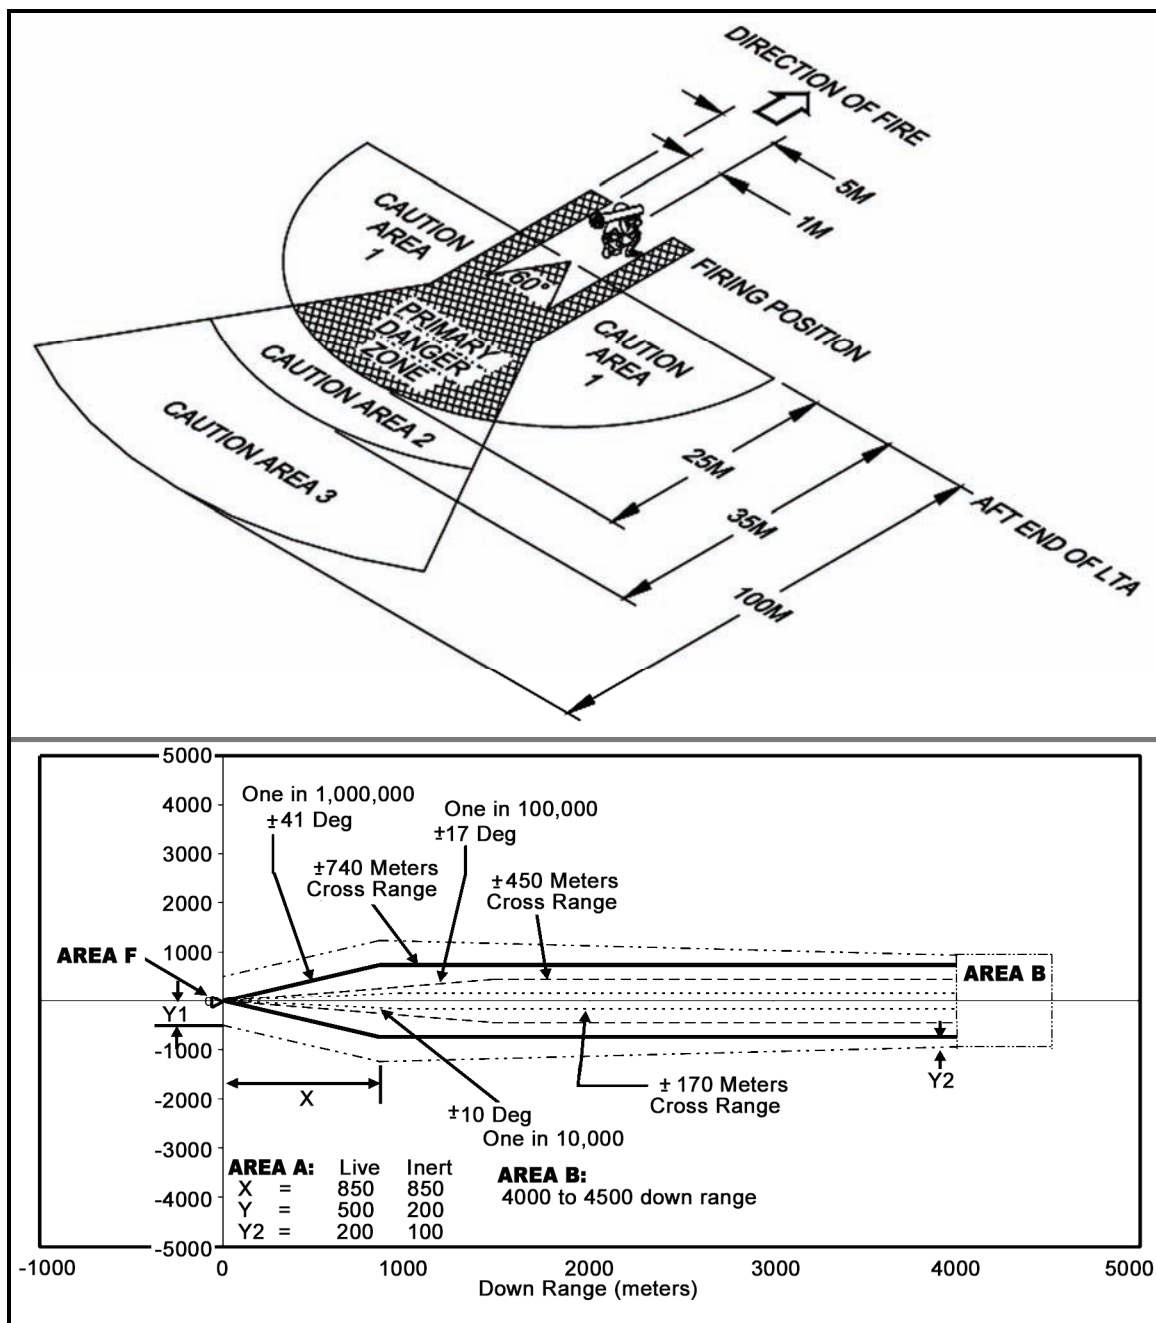 DIRECTION OF FIRE
5M
1M
CAUTION
AREA
1
60°
FIRING POSITION
PRIMARY
DANGER
ZONE
CAUTION
AREA
1
CAUTION AREA 2
CAUTION AREA 3
25M
35M
100M
AFT END OF LTA
5000
4000
3000
2000
1000
0
-1000
-2000
-3000
-4000
-5000
One in 1,000,000
±41 Deg
One in 100,000
±17 Deg
±740 Meters
Cross Range
±450 Meters
Cross Range
AREA F
AREA B
Y1
X
Y2
±170 Meters
Cross Range
±10 Deg
One in 10,000
AREA A: Live Inert
X = 850 850
Y = 500 200
Y2 = 200 100
AREA B:
4000 to 4500 down range
-1000 0 1000 2000 3000 4000 5000
Down Range (meters)